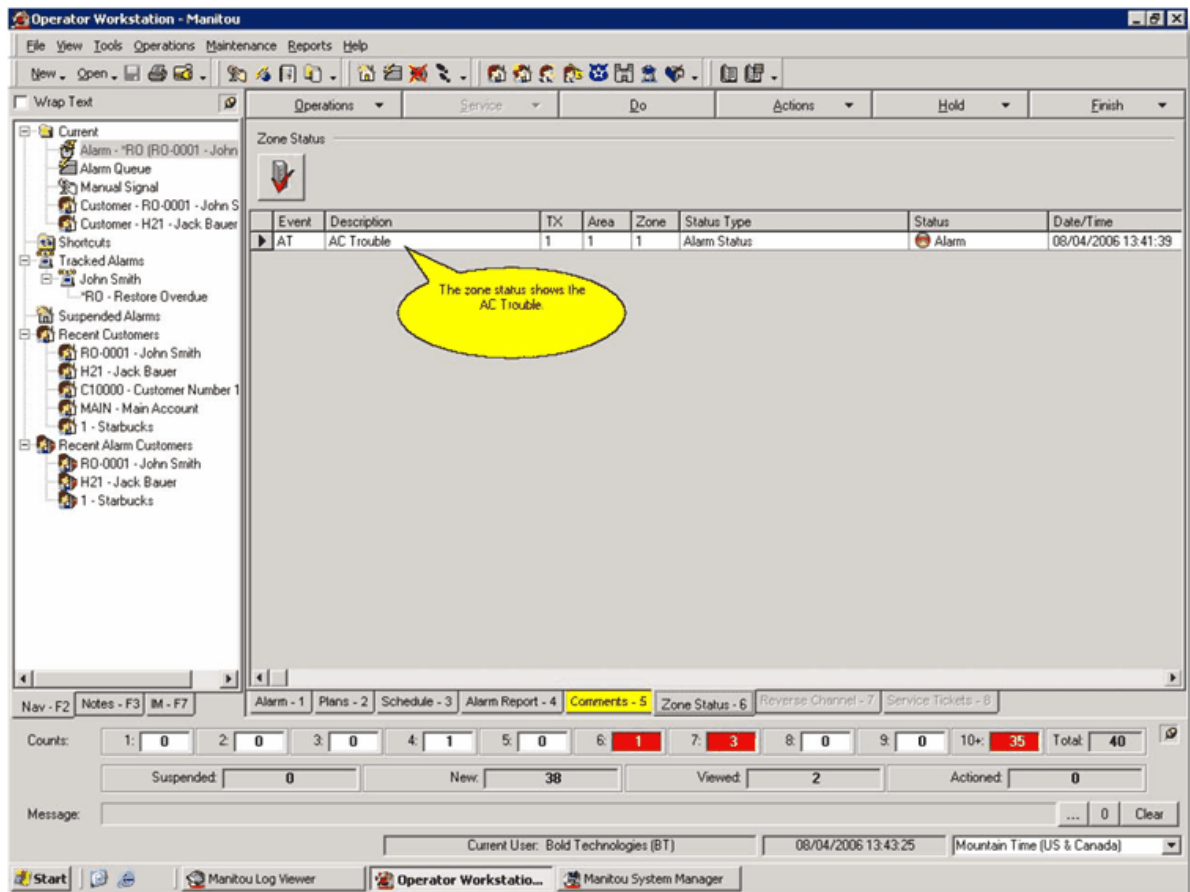 Operator Workstation - Manitou
File View Tools Operations Maintenance Reports Help
New Open
Wrap Text
Operations Service Do Actions Hold Finish
Current
Alarm - *RO (RO-0001 - John
Alarm Queue
Manual Signal
Customer - RO-0001 - John S
Customer - H21 - Jack Bauer
Shortcuts
Tracked Alarms
John Smith
*RO - Restore Overdue
Suspended Alarms
Recent Customers
RO-0001 - John Smith
H21 - Jack Bauer
C10000 - Customer Number 1
MAIN - Main Account
1 - Starbucks
Recent Alarm Customers
RO-0001 - John Smith
H21 - Jack Bauer
1 - Starbucks
Zone Status
Event Description TX Area Zone Status Type Status Date/Time
AT AC Trouble 1 1 1 Alarm Status Alarm 08/04/2006 13:41:39
The zone status shows the
AC Trouble.
Nav - F2 Notes - F3 IM - F7
Alarm - 1 Plans - 2 Schedule - 3 Alarm Report - 4 Comments - 5 Zone Status - 6 Reverse Channel - 7 Service Tickets - 8
Counts: 1: 0 2: 0 3: 0 4: 1 5: 0 6: 1 7: 3 8: 0 9: 0 10+: 35 Total: 40
Suspended: 0 New: 38 Viewed: 2 Actioned: 0
Message: ... 0 Clear
Current User: Bold Technologies (BT) 08/04/2006 13:43:25 Mountain Time (US & Canada)
Start Manitou Log Viewer Operator Workstatio... Manitou System Manager